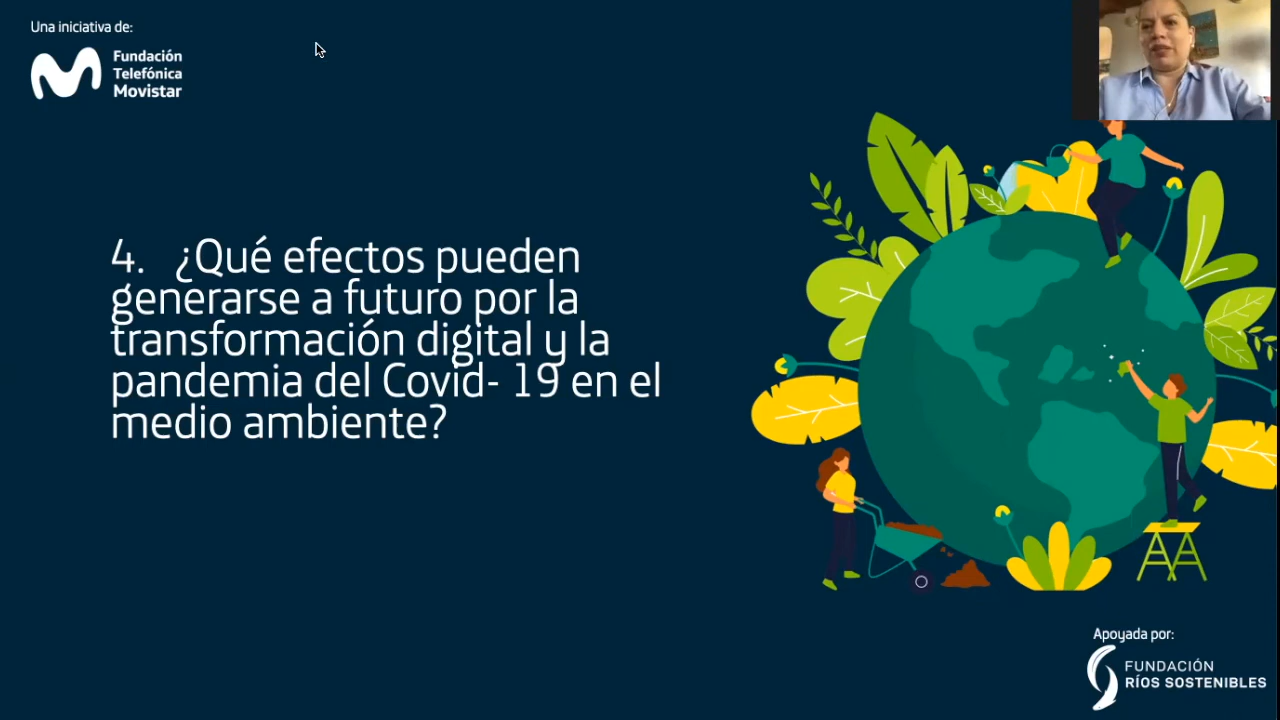 Una iniciativa de:
Fundación
Telefónica
Movistar
4. ¿Qué efectos pueden
generarse a futuro por la
transformación digital y la
pandemia del Covid- 19 en el
medio ambiente?
Apoyada por:
FUNDACIÓN
RÍOS SOSTENIBLES